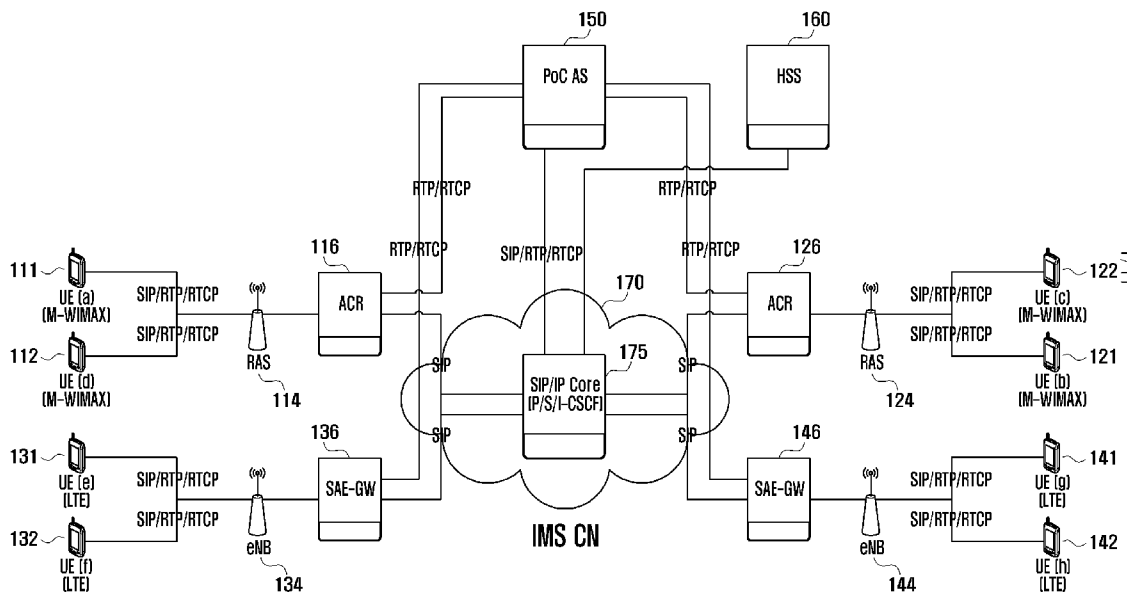 150
160
PoC AS
HSS
RTP/RTCP
RTP/RTCP
116
RTP/RTCP
SIP/RTP/RTCP
RTP/RTCP
126
111
UE (a)
(M-WIMAX)
SIP/RTP/RTCP
ACR
170
ACR
SIP/RTP/RTCP
122
UE (c)
(M-WIMAX)
112
UE (d)
(M-WIMAX)
SIP/RTP/RTCP
RAS
114
SIP
175
SIP/IP Core
(P/S/I-CSCF)
SIP
RAS
124
SIP/RTP/RTCP
121
UE (b)
(M-WIMAX)
131
UE (e)
(LTE)
136
SIP
SIP
146
141
UE (g)
(LTE)
SIP/RTP/RTCP
SAE-GW
SAE-GW
SIP/RTP/RTCP
132
UE (f)
(LTE)
SIP/RTP/RTCP
eNB
134
IMS CN
eNB
144
SIP/RTP/RTCP
142
UE (h)
(LTE)